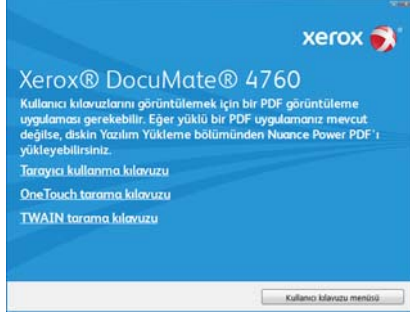 xerox
Xerox® DocuMate® 4760
Kullanıcı kılavuzlarını görüntülemek için bir PDF görüntüleme
uygulaması gerekebilir. Eğer yüklü bir PDF uygulamanız mevcut
değilse, diskin Yazılım Yükleme bölümünden Nuance Power PDF'ı
yükleyebilirsiniz.
Tarayıcı kullanma kılavuzu
OneTouch tarama kılavuzu
TWAIN tarama kılavuzu
Kullanıcı kılavuzu menüsü